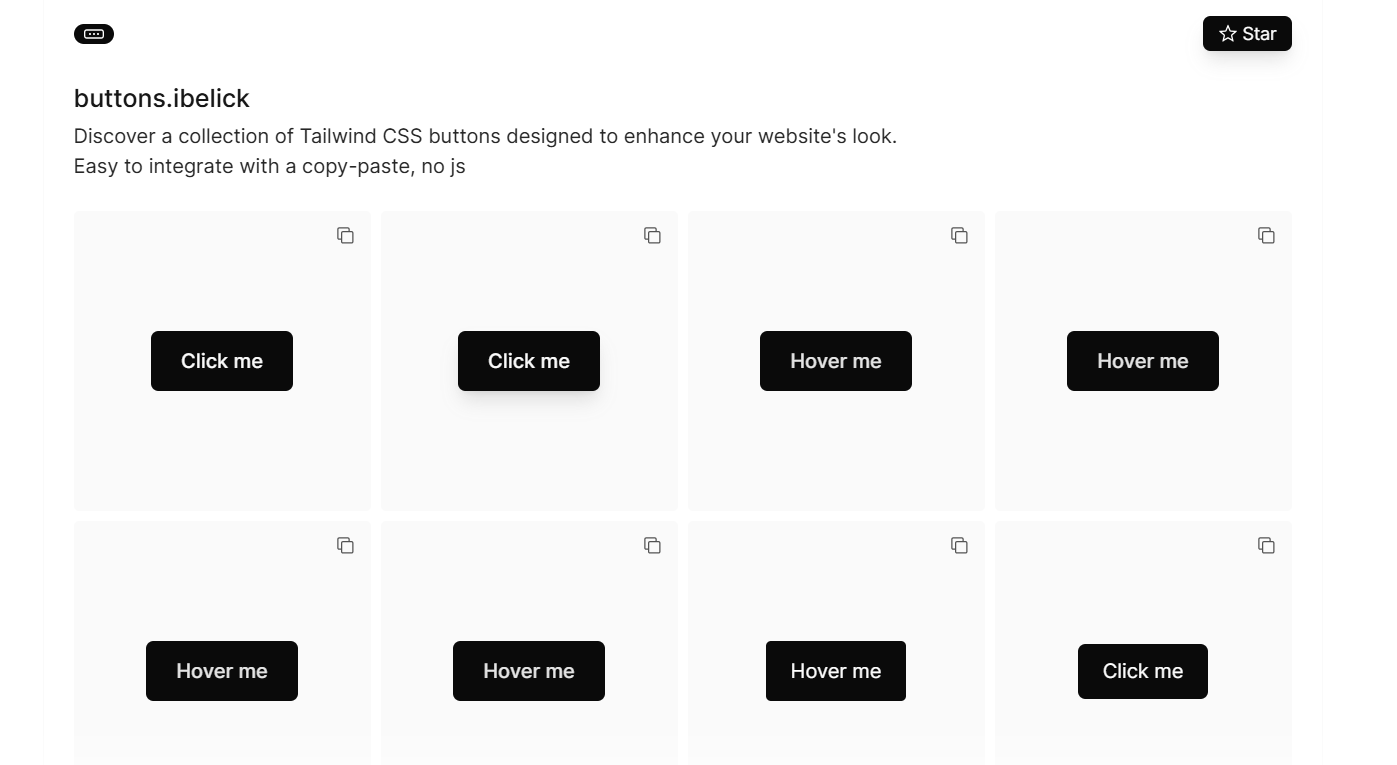 Star
buttons.ibelick
Discover a collection of Tailwind CSS buttons designed to enhance your website's look.
Easy to integrate with a copy-paste, no js
Click me
Click me
Hover me
Hover me
Hover me
Hover me
Hover me
Click me